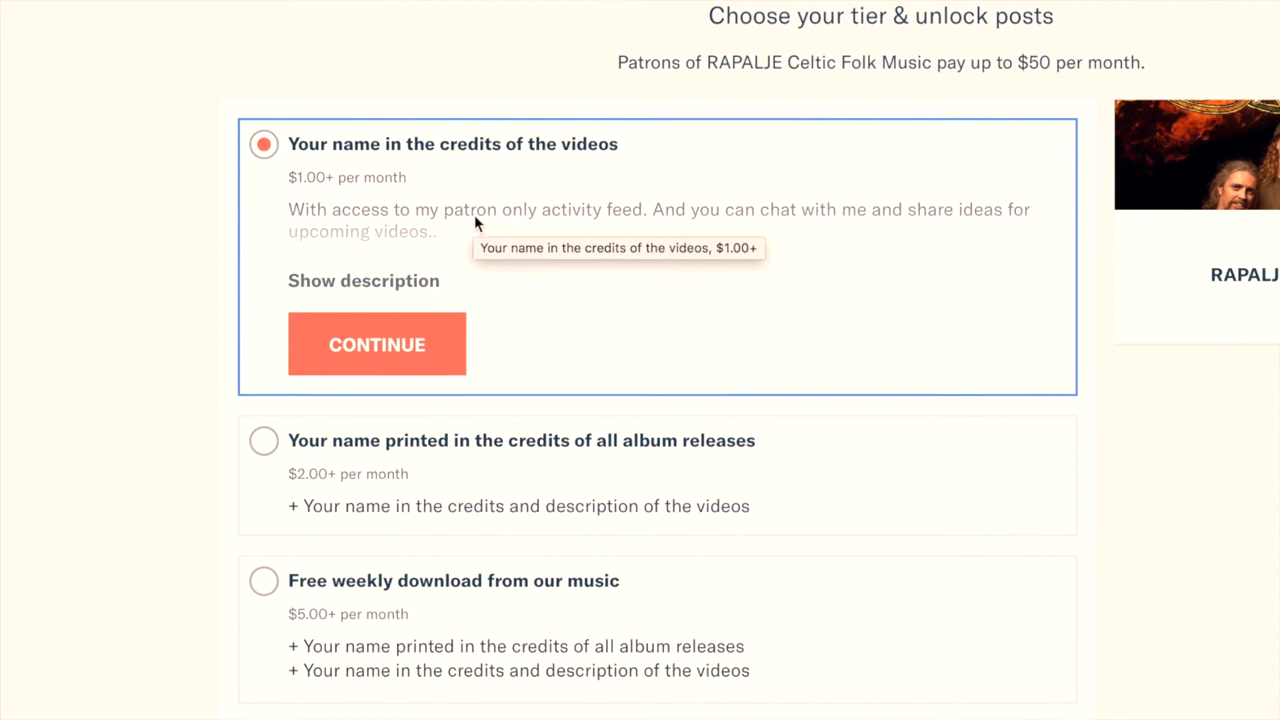 Choose your tier & unlock posts
Patrons of RAPALJE Celtic Folk Music pay up to $50 per month.
Your name in the credits of the videos
$1.00+ per month
With access to my patron only activity feed. And you can chat with me and share ideas for
upcoming videos..
Your name in the credits of the videos, $1.00+
Show description
CONTINUE
RAPALJ
Your name printed in the credits of all album releases
$2.00+ per month
+ Your name in the credits and description of the videos
Free weekly download from our music
$5.00+ per month
+ Your name printed in the credits of all album releases
+ Your name in the credits and description of the videos